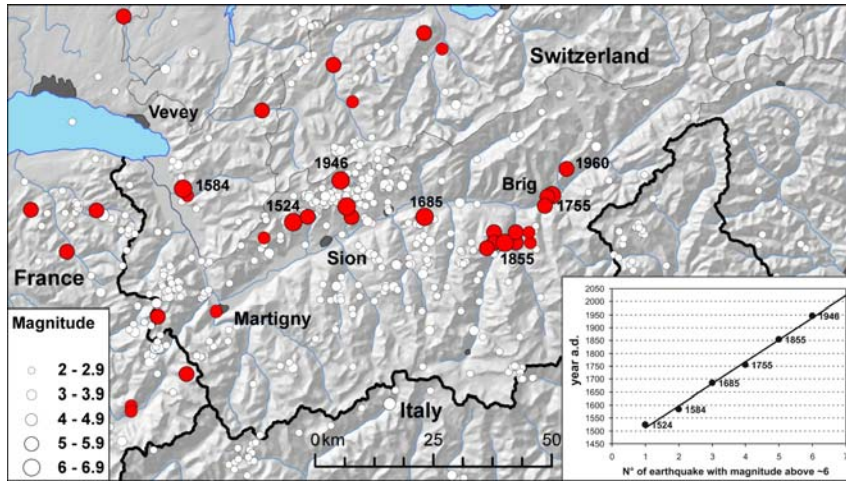 Switzerland
Vevey
1946
1960
1584
Brig
1524
1685
1755
Sion
1855
France
Martigny
Italy
Magnitude
2 - 2.9
3 - 3.9
4 - 4.9
5 - 5.9
6 - 6.9
0 km 25 50
year a.d.
2050
2000
1950
1900
1850
1800
1750
1700
1650
1600
1550
1500
1450
1946
1855
1755
1685
1584
1524
0 1 2 3 4 5 6 7
N° of earthquake with magnitude above ~6